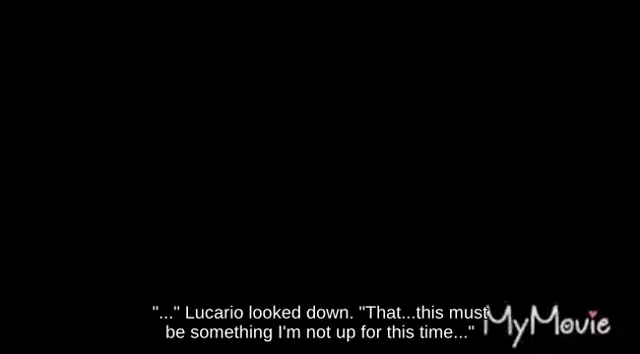 "..." Lucario looked down. "That...this must
be something I'm not up for this time..."
MyMovie